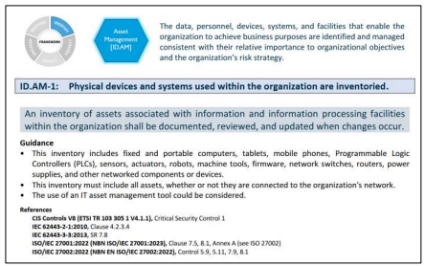 The data, personnel, devices, systems, and facilities that enable the
organization to achieve business purposes are identified and managed
consistent with their relative importance to organizational objectives
and the organization's risk strategy.
FRAMEWORK
Asset
Management
[ID.AM]
ID.AM-1: Physical devices and systems used within the organization are inventoried.
An inventory of assets associated with information and information processing facilities
within the organization shall be documented, reviewed, and updated when changes occur.
Guidance
• This inventory includes fixed and portable computers, tablets, mobile phones, Programmable Logic
Controllers (PLCs), sensors, actuators, robots, machine tools, firmware, network switches, routers, power
supplies, and other networked components or devices.
• This inventory must include all assets, whether or not they are connected to the organization's network.
• The use of an IT asset management tool could be considered.
References
CIS Controls V8 (ETSI TR 103 305 1 V4.1.1), Critical Security Control 1
IEC 62443-2-1:2010, Clause 4.2.3.4
IEC 62443-3-3:2013, SR 7.8
ISO/IEC 27001:2022 (NBN ISO/IEC 27001:2023), Clause 7.5, 8.1, Annex A (see ISO 27002)
ISO/IEC 27002:2022 (NBN EN ISO/IEC 27002:2022), Control 5.9, 5.11, 7.9, 8.1